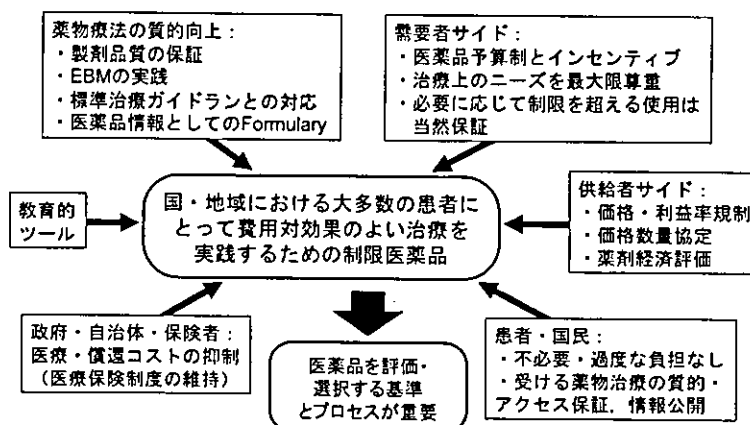 薬物療法の質的向上：
・製剤品質の保証
・EBMの実践
・標準治療ガイドランとの対応
・医薬品情報としてのFormulary
需要者サイド：
・医薬品予算制とインセンティブ
・治療上のニーズを最大限尊重
・必要に応じて制限を超える使用は
当然保証
教育的
ツール
国・地域における大多数の患者に
とって費用対効果のよい治療を
実践するための制限医薬品
供給者サイド：
・価格・利益率規制
・価格数量協定
・薬剤経済評価
政府・自治体・保険者：
医療・償還コストの抑制
（医療保険制度の維持）
医薬品を評価・
選択する基準
とプロセスが重要
患者・国民：
・不必要・過度な負担なし
・受ける薬物治療の質的・
アクセス保証，情報公開